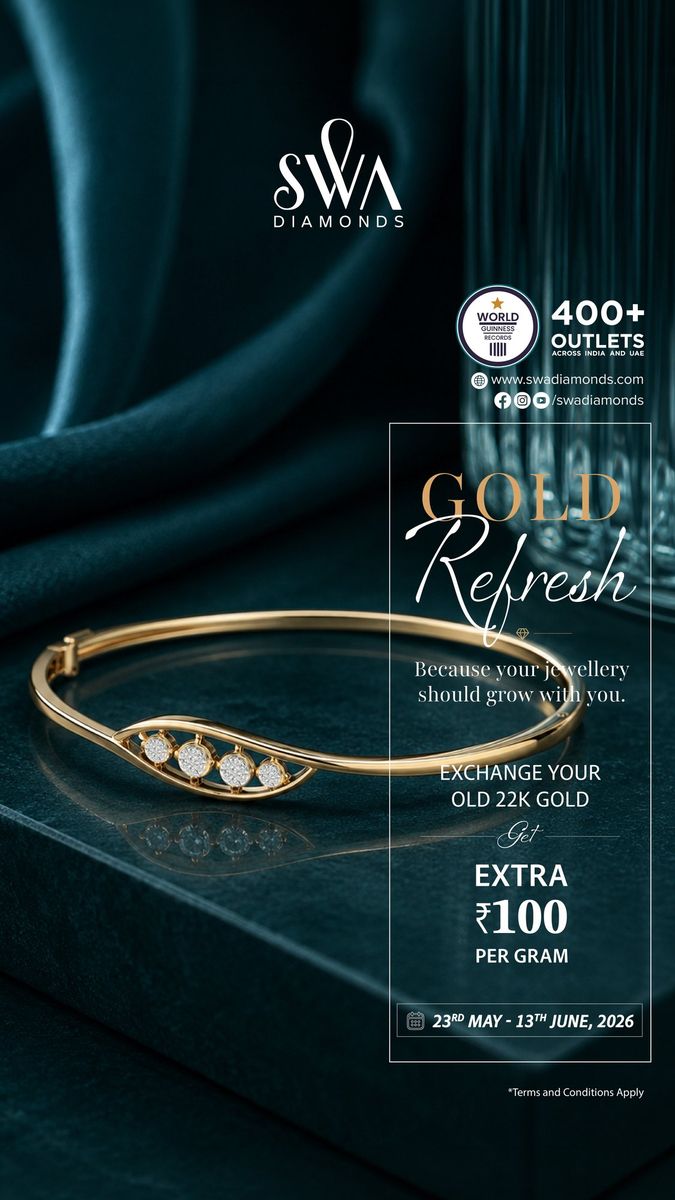 SWA
DIAMONDS
WORLD
GUINNESS
RECORDS
400+
OUTLETS
ACROSS INDIA AND UAE
www.swadiamonds.com
/swadiamonds
GOLD
Refresh
Because your jewellery
should grow with you.
EXCHANGE YOUR
OLD 22K GOLD
Get
EXTRA
₹100
PER GRAM
23RD MAY - 13TH JUNE, 2026
*Terms and Conditions Apply